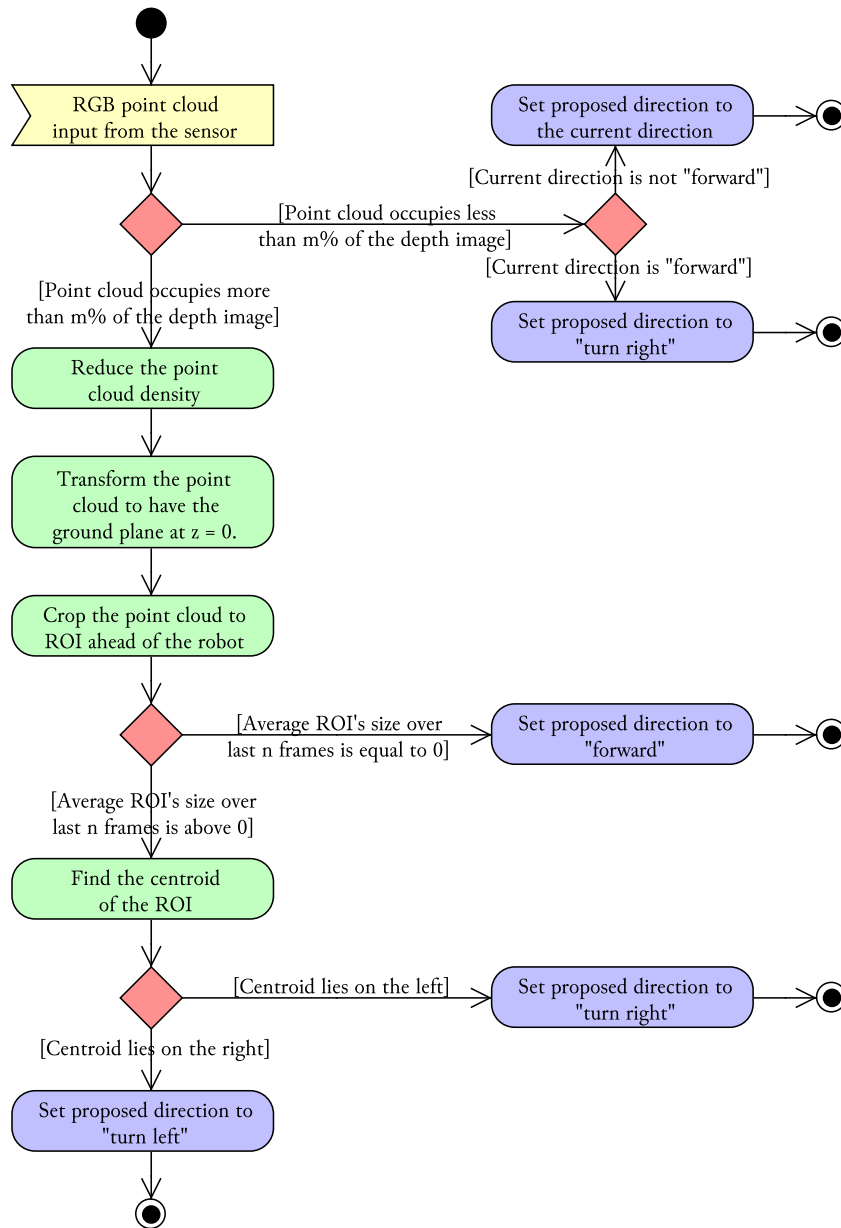 RGB point cloud
input from the sensor
Set proposed direction to
the current direction
[Current direction is not "forward"]
[Point cloud occupies less
than m% of the depth image]
[Current direction is "forward"]
[Point cloud occupies more
than m% of the depth image]
Set proposed direction to
"turn right"
Reduce the point
cloud density
Transform the point
cloud to have the
ground plane at z = 0.
Crop the point cloud to
ROI ahead of the robot
[Average ROI's size over
last n frames is equal to 0]
Set proposed direction to
"forward"
[Average ROI's size over
last n frames is above 0]
Find the centroid
of the ROI
[Centroid lies on the left]
Set proposed direction to
"turn right"
[Centroid lies on the right]
Set proposed direction to
"turn left"